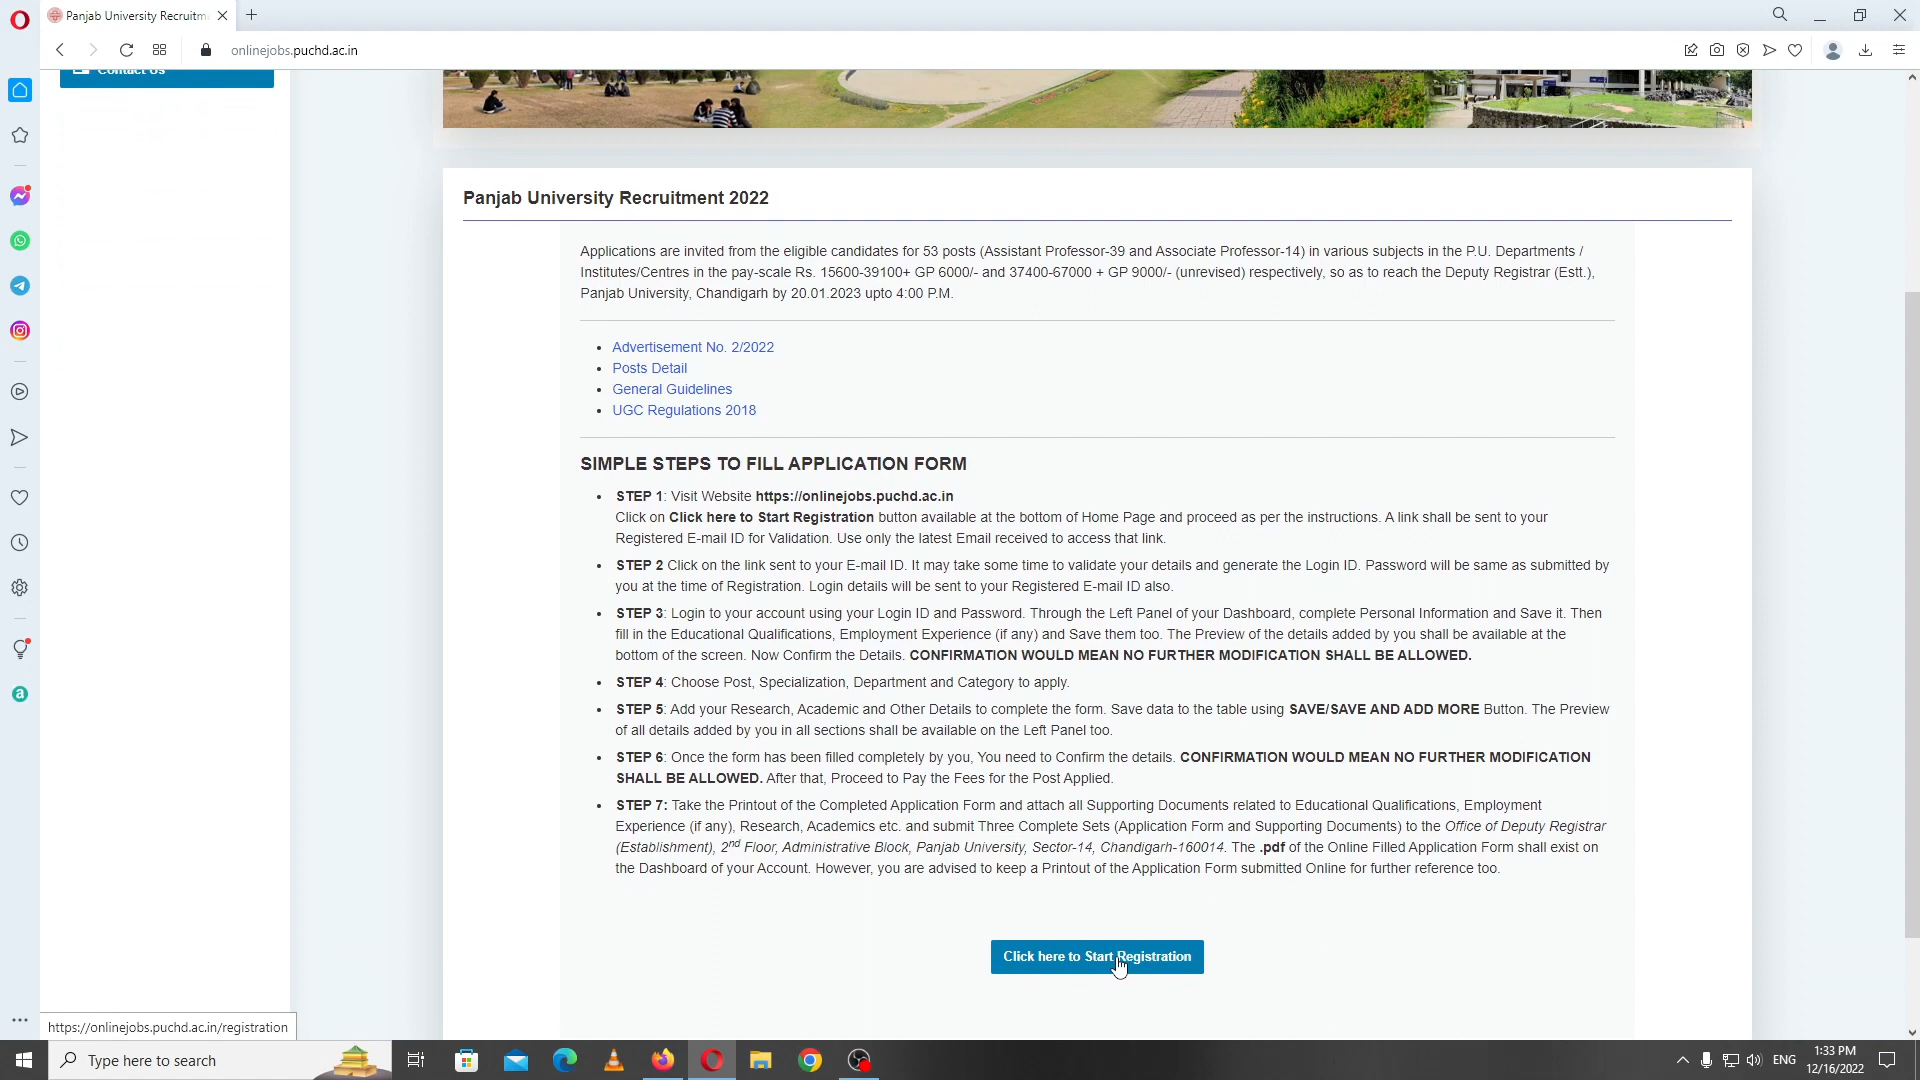 Panjab University Recruitm
onlinejobs.puchd.ac.in
Contact Us
Panjab University Recruitment 2022
Applications are invited from the eligible candidates for 53 posts (Assistant Professor-39 and Associate Professor-14) in various subjects in the P.U. Departments /
Institutes/Centres in the pay-scale Rs. 15600-39100+ GP 6000/- and 37400-67000 + GP 9000/- (unrevised) respectively, so as to reach the Deputy Registrar (Estt.),
Panjab University, Chandigarh by 20.01.2023 upto 4:00 P.M.
• Advertisement No. 2/2022
• Posts Detail
• General Guidelines
• UGC Regulations 2018
SIMPLE STEPS TO FILL APPLICATION FORM
• STEP 1: Visit Website https://onlinejobs.puchd.ac.in
Click on Click here to Start Registration button available at the bottom of Home Page and proceed as per the instructions. A link shall be sent to your
Registered E-mail ID for Validation. Use only the latest Email received to access that link.
• STEP 2 Click on the link sent to your E-mail ID. It may take some time to validate your details and generate the Login ID. Password will be same as submitted by
you at the time of Registration. Login details will be sent to your Registered E-mail ID also.
• STEP 3: Login to your account using your Login ID and Password. Through the Left Panel of your Dashboard, complete Personal Information and Save it. Then
fill in the Educational Qualifications, Employment Experience (if any) and Save them too. The Preview of the details added by you shall be available at the
bottom of the screen. Now Confirm the Details. CONFIRMATION WOULD MEAN NO FURTHER MODIFICATION SHALL BE ALLOWED.
• STEP 4: Choose Post, Specialization, Department and Category to apply.
• STEP 5: Add your Research, Academic and Other Details to complete the form. Save data to the table using SAVE/SAVE AND ADD MORE Button. The Preview
of all details added by you in all sections shall be available on the Left Panel too.
• STEP 6: Once the form has been filled completely by you, You need to Confirm the details. CONFIRMATION WOULD MEAN NO FURTHER MODIFICATION
SHALL BE ALLOWED. After that, Proceed to Pay the Fees for the Post Applied.
• STEP 7: Take the Printout of the Completed Application Form and attach all Supporting Documents related to Educational Qualifications, Employment
Experience (if any), Research, Academics etc. and submit Three Complete Sets (Application Form and Supporting Documents) to the Office of Deputy Registrar
(Establishment), 2nd Floor, Administrative Block, Panjab University, Sector-14, Chandigarh-160014. The .pdf of the Online Filled Application Form shall exist on
the Dashboard of your Account. However, you are advised to keep a Printout of the Application Form submitted Online for further reference too.
Click here to Start Registration
https://onlinejobs.puchd.ac.in/registration
Type here to search
ENG
1:33 PM
12/16/2022